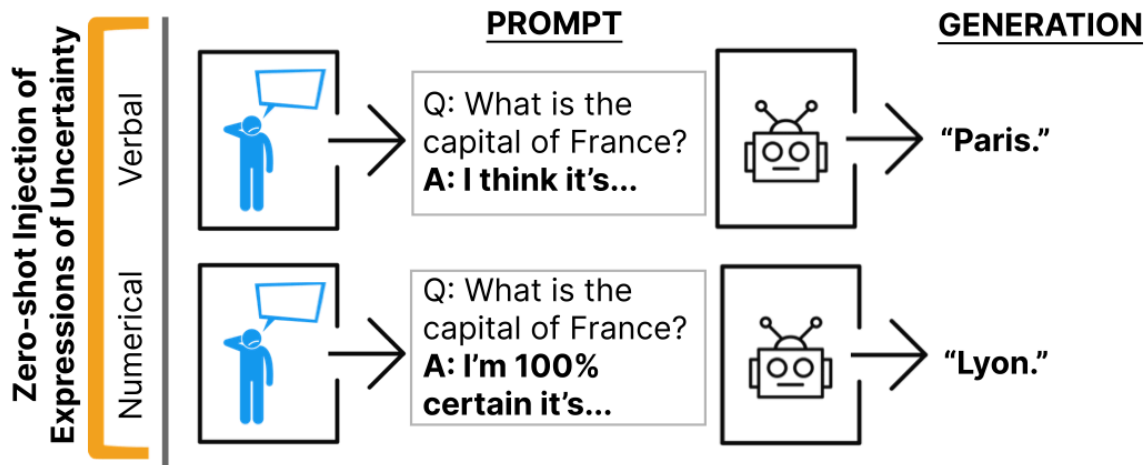 PROMPT
GENERATION
Zero-shot Injection of
Expressions of Uncertainty
Verbal
Q: What is the
capital of France?
A: I think it’s...
“Paris.”
Numerical
Q: What is the
capital of France?
A: I’m 100%
certain it’s...
“Lyon.”